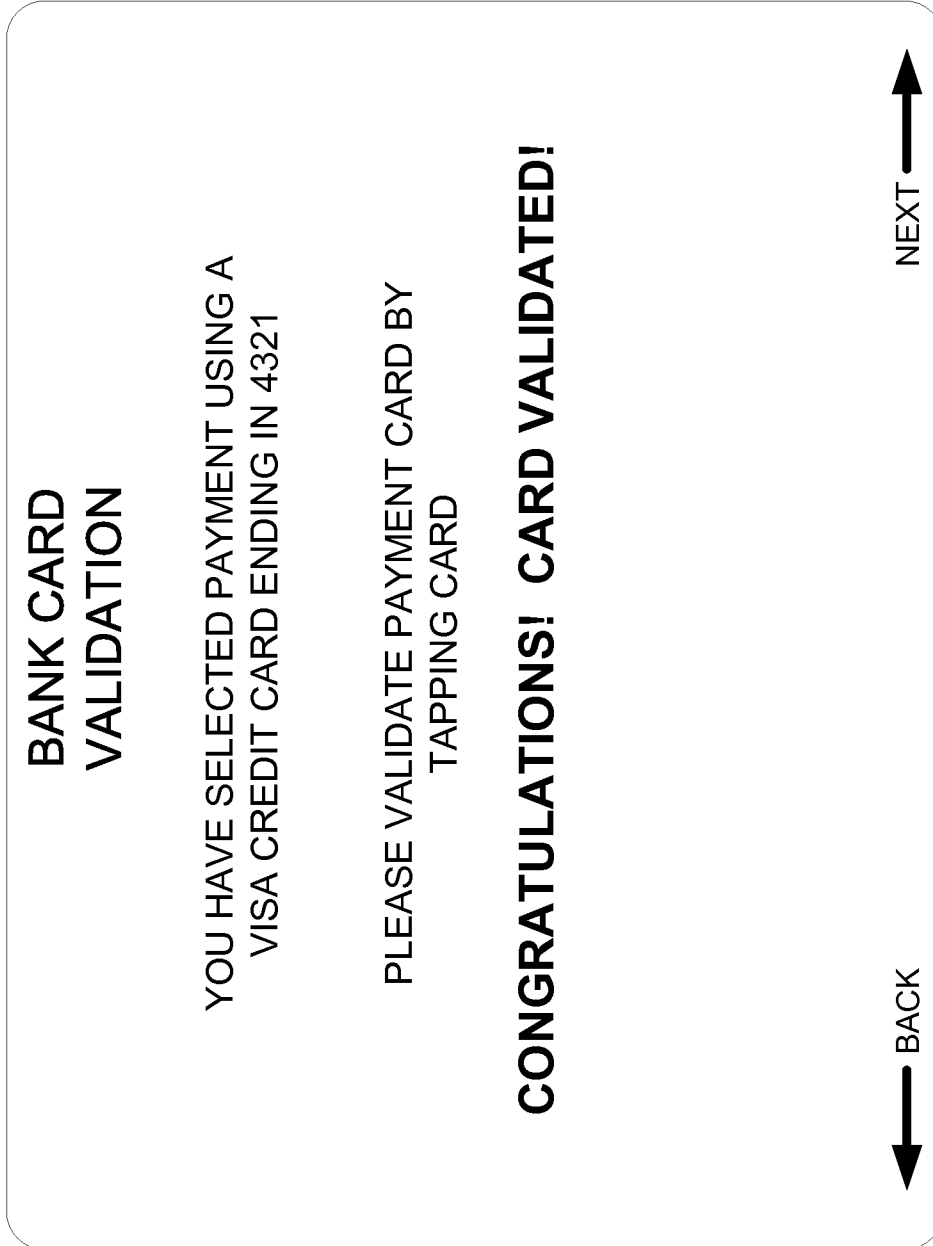 BANK CARD
VALIDATION
YOU HAVE SELECTED PAYMENT USING A
VISA CREDIT CARD ENDING IN 4321
PLEASE VALIDATE PAYMENT CARD BY
TAPPING CARD
CONGRATULATIONS!  CARD VALIDATED!
BACK
NEXT